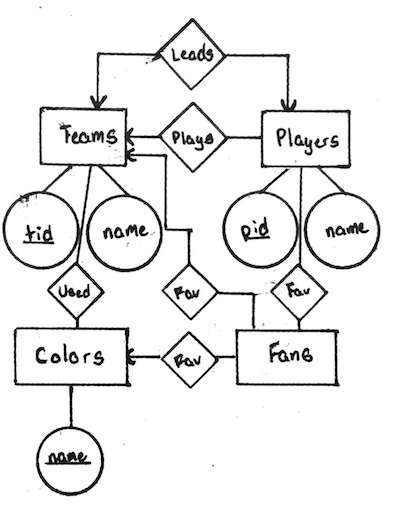 Leads
Teams
Plays
Players
tid
name
pid
name
Used
Fav
Fav
Colors
Fav
Fans
name